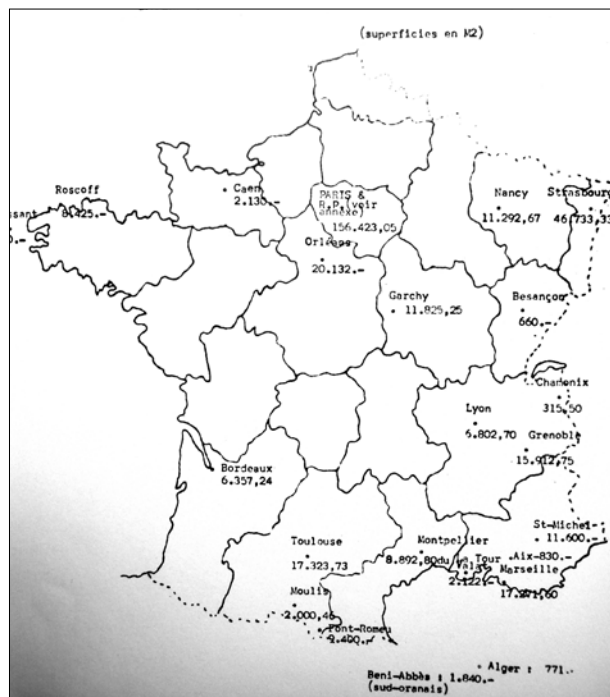 (superficies en M2)
Roscoff
8.425.-
Caen
2.130.-
PARIS &
R.P.(voir
annexe)
156.423,05
Nancy
11.292,67
Strasbourg
46.733,33
Orléans
20.132.-
Garchy
11.825,25
Besançon
660.-
Chamonix
315,50
Lyon
6.802,70
Grenoble
15.912,75
Bordeaux
6.357,24
St-Michel-
11.600.-
Toulouse
17.323,73
Montpellier
8.892,80
Tour
du Valat
2.122
Aix-830.-
Marseille
17.271,60
Moulis
2.000,46
Font-Romeu
Alger : 771.-
Beni-Abbès : 1.840.-
(sud-oranais)